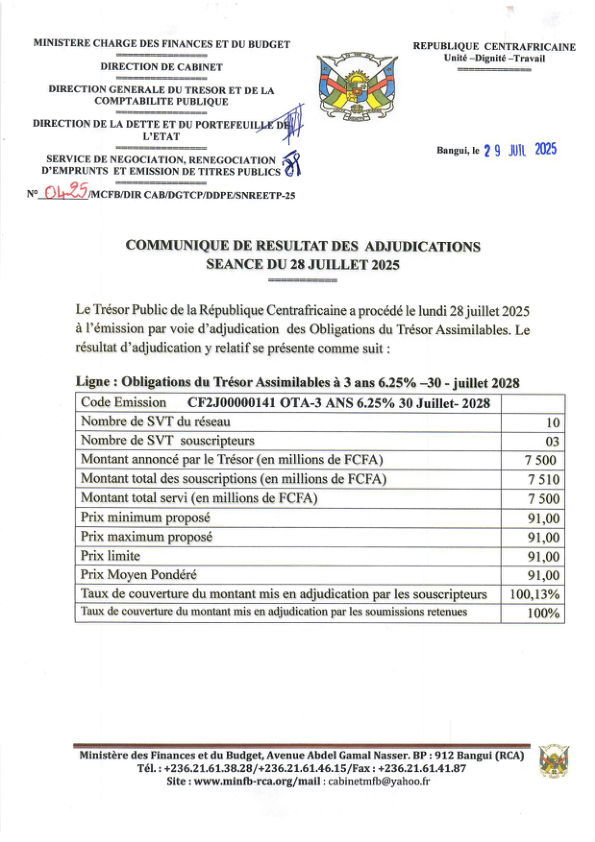 MINISTERE CHARGE DES FINANCES ET DU BUDGET
DIRECTION DE CABINET
DIRECTION GENERALE DU TRESOR ET DE LA
COMPTABILITE PUBLIQUE
DIRECTION DE LA DETTE ET DU PORTEFEUILLE DE
L'ETAT
SERVICE DE NEGOCIATION, RENEGOCIATION
D'EMPRUNTS ET EMISSION DE TITRES PUBLICS
N° 0425/MCFB/DIR CAB/DGTCP/DDPE/SNREETP-25
REPUBLIQUE CENTRAFRICAINE
Unité –Dignité –Travail
Bangui, le 29 JUIL 2025
COMMUNIQUE DE RESULTAT DES ADJUDICATIONS
SEANCE DU 28 JUILLET 2025
Le Trésor Public de la République Centrafricaine a procédé le lundi 28 juillet 2025
à l'émission par voie d'adjudication des Obligations du Trésor Assimilables. Le
résultat d'adjudication y relatif se présente comme suit :
Ligne : Obligations du Trésor Assimilables à 3 ans 6.25% –30 - juillet 2028
Code Emission CF2J00000141 OTA-3 ANS 6.25% 30 Juillet- 2028
Nombre de SVT du réseau 10
Nombre de SVT souscripteurs 03
Montant annoncé par le Trésor (en millions de FCFA) 7 500
Montant total des souscriptions (en millions de FCFA) 7 510
Montant total servi (en millions de FCFA) 7 500
Prix minimum proposé 91,00
Prix maximum proposé 91,00
Prix limite 91,00
Prix Moyen Pondéré 91,00
Taux de couverture du montant mis en adjudication par les souscripteurs 100,13%
Taux de couverture du montant mis en adjudication par les soumissions retenues 100%
Ministère des Finances et du Budget, Avenue Abdel Gamal Nasser. BP : 912 Bangui (RCA)
Tél. : +236.21.61.38.28/+236.21.61.46.15/Fax : +236.21.61.41.87
Site : www.minfb-rca.org/mail : cabinetmfb@yahoo.fr